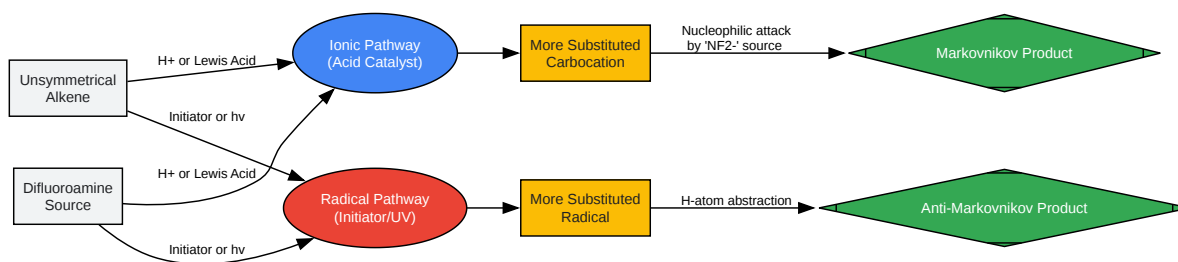 Unsymmetrical
Alkene
H+ or Lewis Acid
Initiator or hv
Ionic Pathway
(Acid Catalyst)
More Substituted
Carbocation
Nucleophilic attack
by 'NF2-' source
Markovnikov Product
Difluoroamine
Source
H+ or Lewis Acid
Initiator or hv
Radical Pathway
(Initiator/UV)
More Substituted
Radical
H-atom abstraction
Anti-Markovnikov Product